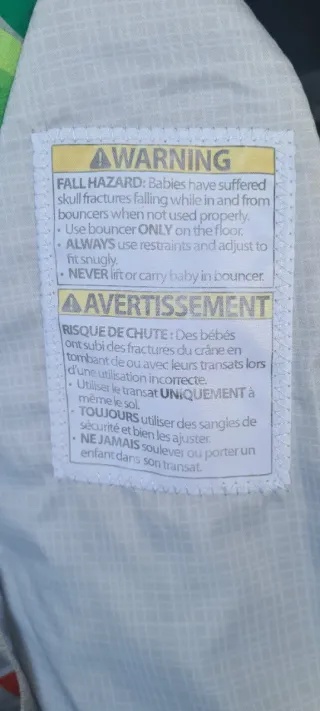 ⚠WARNING
FALL HAZARD: Babies have suffered
skull fractures falling while in and from
bouncers when not used properly.
• Use bouncer ONLY on the floor.
• ALWAYS use restraints and adjust to
fit snugly.
• NEVER lift or carry baby in bouncer.
⚠AVERTISSEMENT
RISQUE DE CHUTE : Des bébés
ont subi des fractures du crâne en
tombant de ou avec leurs transats lors
d'une utilisation incorrecte.
• Utiliser le transat UNIQUEMENT à
même le sol.
• TOUJOURS utiliser des sangles de
sécurité et bien les ajuster.
• NE JAMAIS soulever ou porter un
enfant dans son transat.